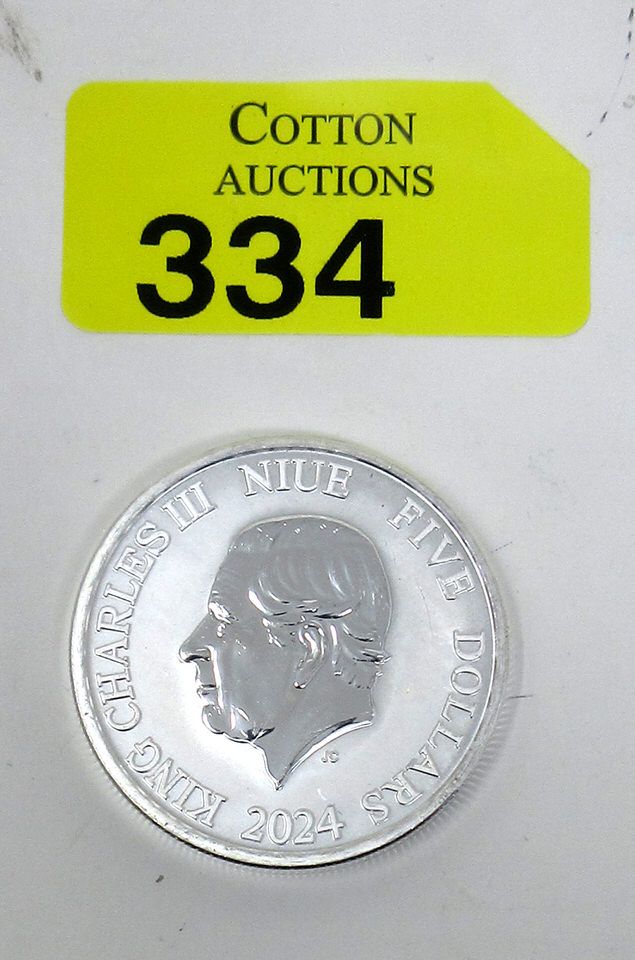 COTTON
AUCTIONS
334
KING CHARLES III NIUE FIVE DOLLARS
2024
JC